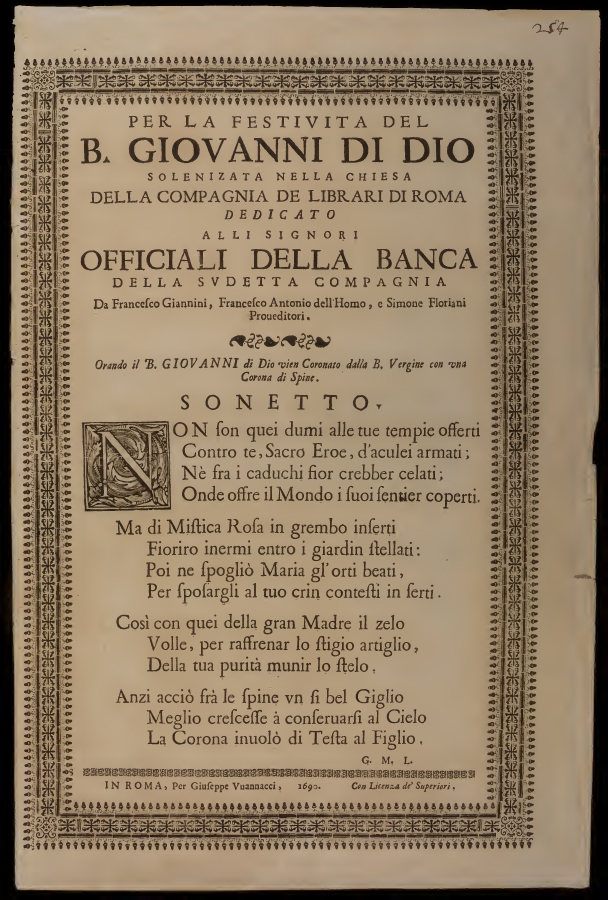 254
PER LA FESTIVITA DEL
B. GIOVANNI DI DIO
SOLENIZATA NELLA CHIESA
DELLA COMPAGNIA DE LIBRARI DI ROMA
DEDICATO
ALLI SIGNORI
OFFICIALI DELLA BANCA
DELLA SVDETTA COMPAGNIA
Da Franceſco Giannini, Franceſco Antonio dell'Homo, e Simone Floriani
Proueditori.
Orando il B. GIOVANNI di Dio vien Coronato dalla B. Vergine con vna
Corona di Spine.
SONETTO.
NON ſon quei dumi alle tue tempie offerti
Contro te, Sacro Eroe, d'aculei armati;
Nè fra i caduchi fior crebber celati;
Onde offre il Mondo i ſuoi ſentier coperti.
Ma di Miſtica Roſa in grembo inſerti
Fioriro inermi entro i giardin ſtellati:
Poi ne ſpogliò Maria gl'orti beati,
Per ſpoſargli al tuo crin conteſti in ſerti.
Così con quei della gran Madre il zelo
Volle, per raffrenar lo ſtigio artiglio,
Della tua purità munir lo ſtelo.
Anzi acciò frà le ſpine vn ſi bel Giglio
Meglio creſceſſe à conſeruarſi al Cielo
La Corona inuolò di Teſta al Figlio.
G. M. L.
IN ROMA, Per Giuſeppe Vuannacci, 1690. Con Licenza de' Superiori.